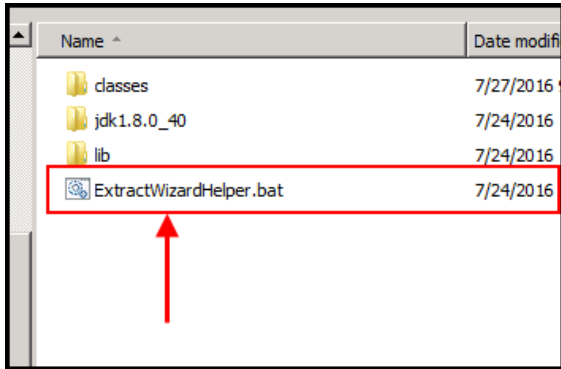 Name Date modifi
classes 7/27/2016
jdk1.8.0_40 7/24/2016
lib 7/24/2016
ExtractWizardHelper.bat 7/24/2016